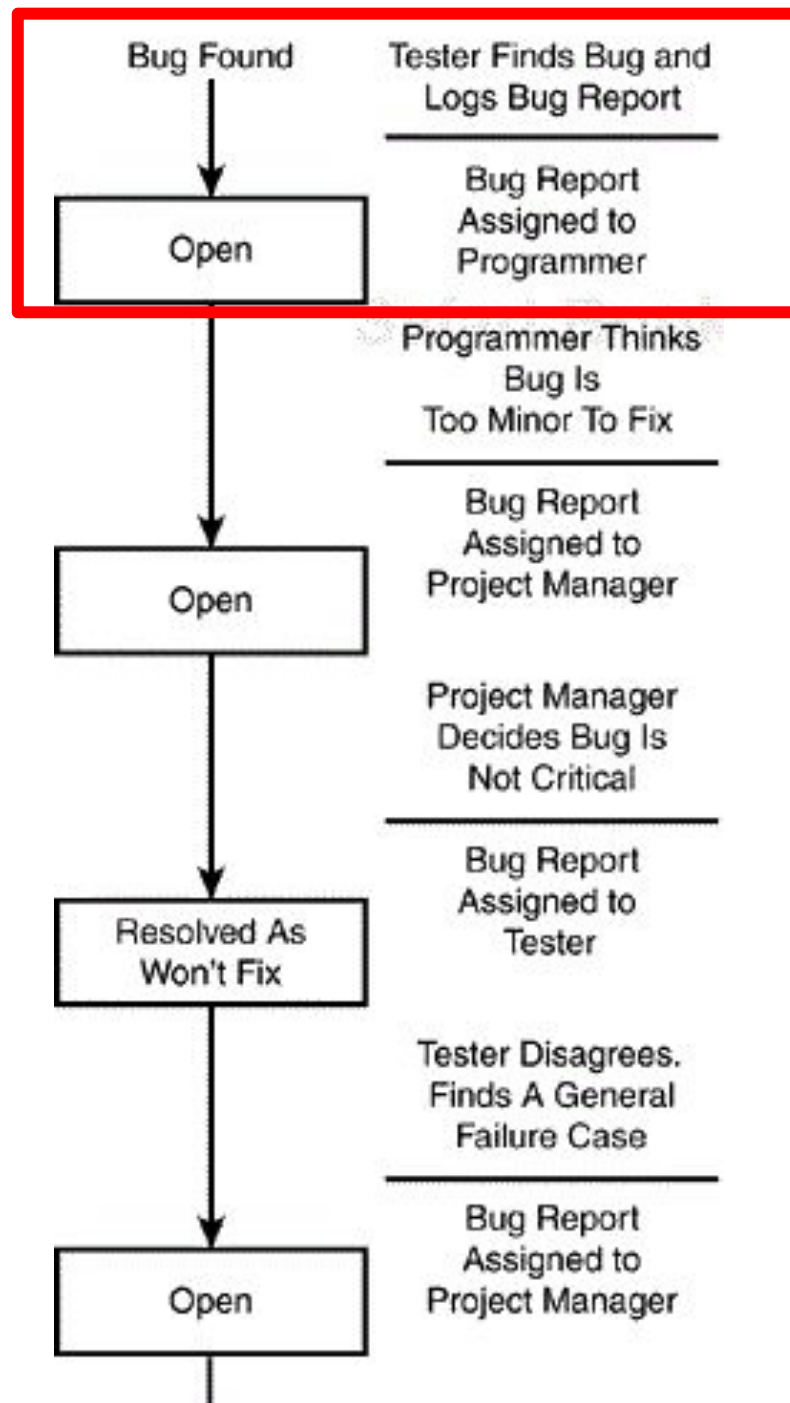 Bug Found
Tester Finds Bug and
Logs Bug Report
Open
Bug Report
Assigned to
Programmer
Programmer Thinks
Bug Is
Too Minor To Fix
Open
Bug Report
Assigned to
Project Manager
Project Manager
Decides Bug Is
Not Critical
Resolved As
Won't Fix
Bug Report
Assigned to
Tester
Tester Disagrees.
Finds A General
Failure Case
Open
Bug Report
Assigned to
Project Manager